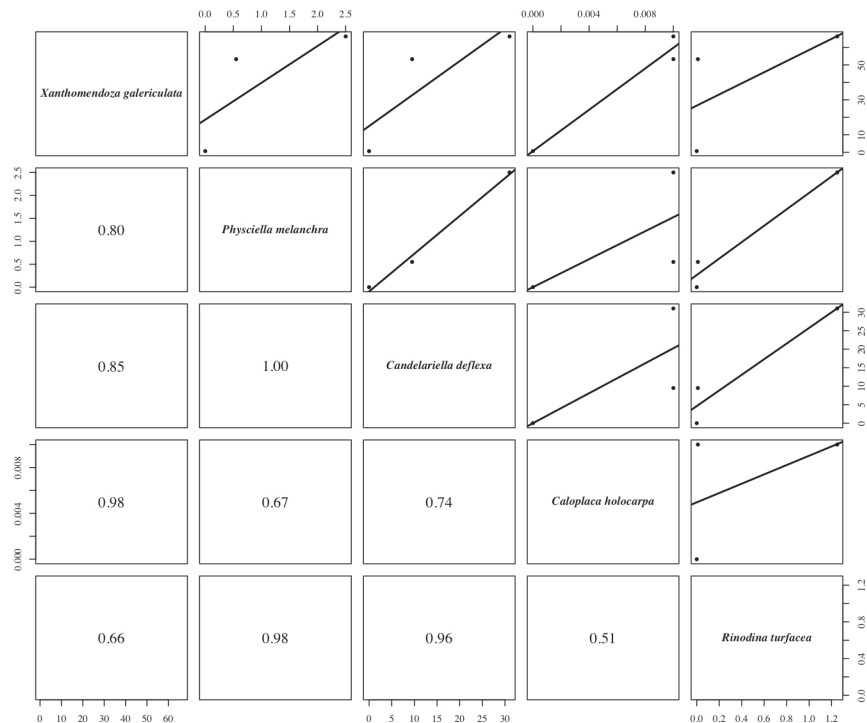 0.0 0.5 1.0 1.5 2.0 2.5
0.000 0.004 0.008
Xanthomendoza galericulata
0 10 30 50
0.0 0.5 1.0 1.5 2.0 2.5
0.80
Physciella melanchra
0.85
1.00
Candelariella deflexa
0 5 10 15 20 25 30
0.000 0.004 0.008
0.98
0.67
0.74
Caloplaca holocarpa
0.66
0.98
0.96
0.51
Rinodina turfacea
0.0 0.4 0.8 1.2
0 10 20 30 40 50 60
0 5 10 15 20 25 30
0.0 0.2 0.4 0.6 0.8 1.0 1.2